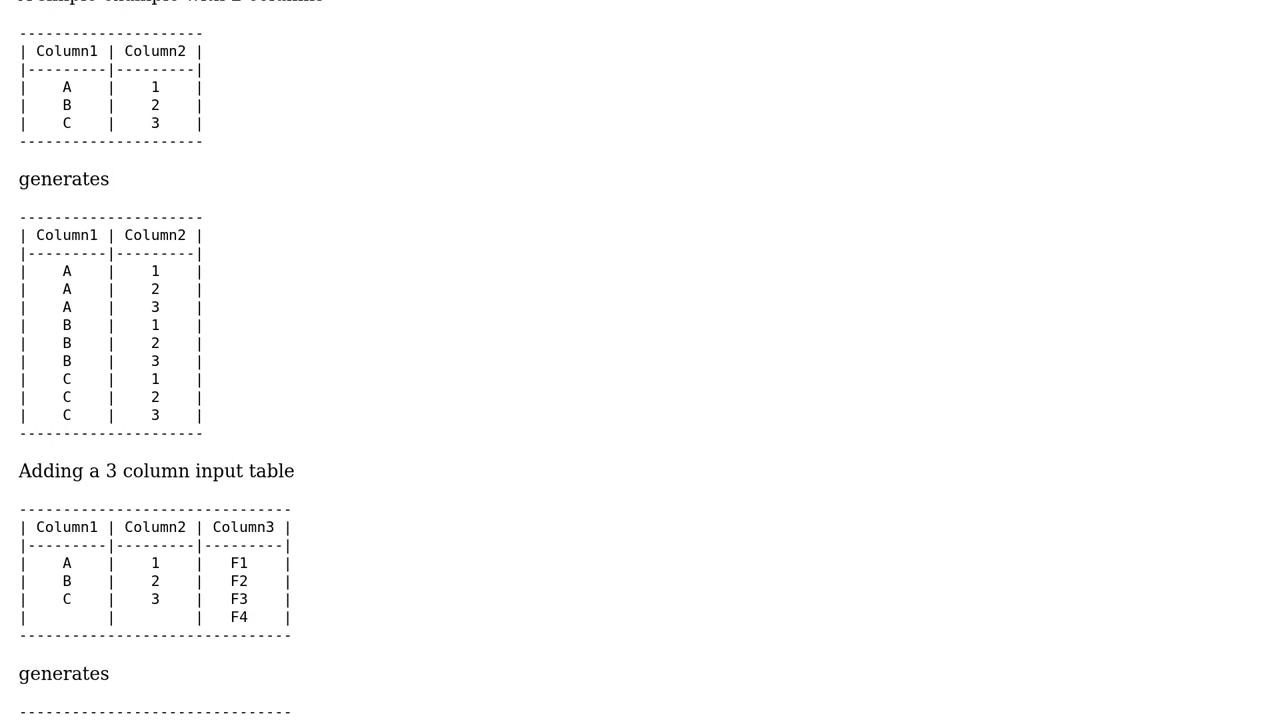 ---------------------
| Column1 | Column2 |
|---------|---------|
|    A    |    1    |
|    B    |    2    |
|    C    |    3    |
---------------------
generates
---------------------
| Column1 | Column2 |
|---------|---------|
|    A    |    1    |
|    A    |    2    |
|    A    |    3    |
|    B    |    1    |
|    B    |    2    |
|    B    |    3    |
|    C    |    1    |
|    C    |    2    |
|    C    |    3    |
---------------------
Adding a 3 column input table
-------------------------------
| Column1 | Column2 | Column3 |
|---------|---------|---------|
|    A    |    1    |   F1    |
|    B    |    2    |   F2    |
|    C    |    3    |   F3    |
|         |         |   F4    |
-------------------------------
generates
-------------------------------